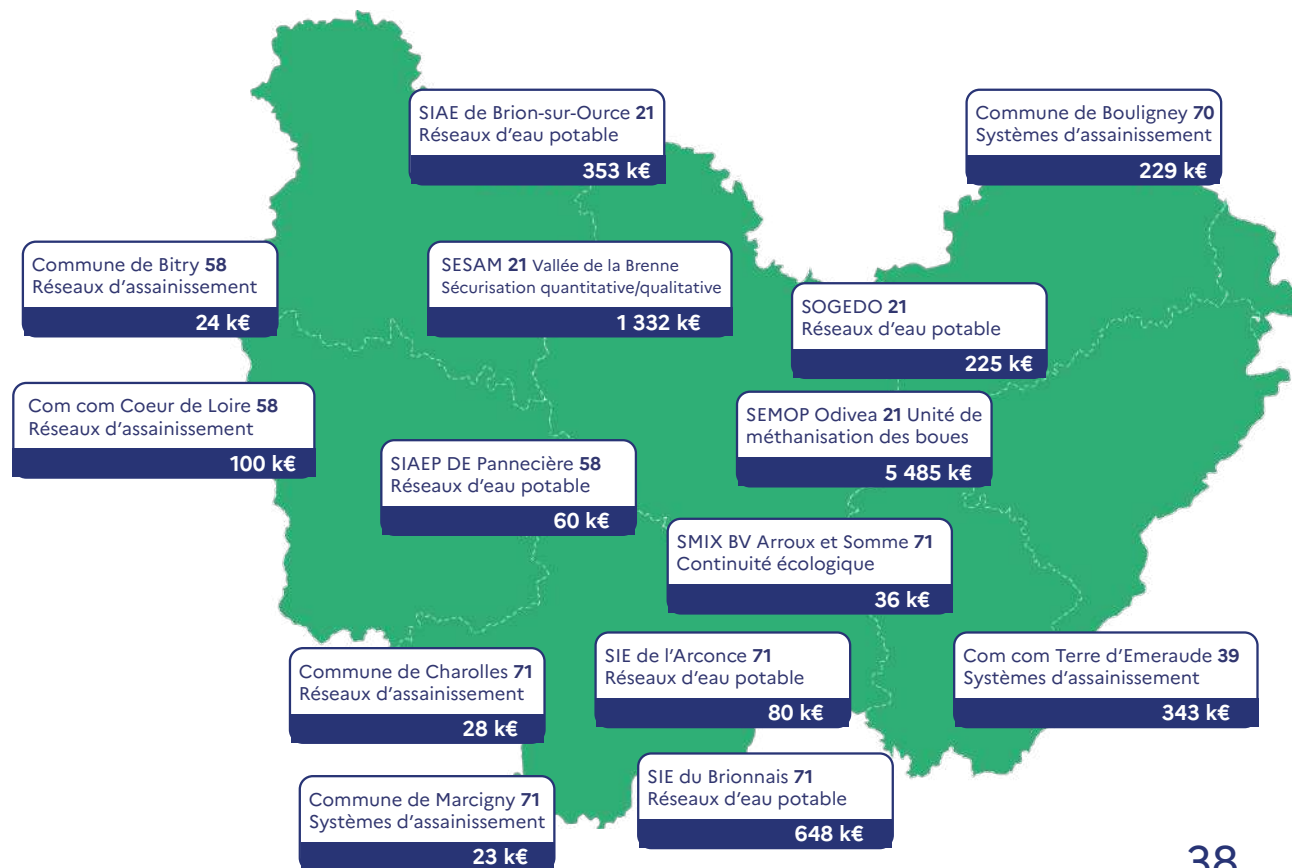 SIAE de Brion-sur-Ource 21
Réseaux d'eau potable
353 k€
Commune de Bouligney 70
Systèmes d'assainissement
229 k€
Commune de Bitry 58
Réseaux d'assainissement
24 k€
SESAM 21 Vallée de la Brenne
Sécurisation quantitative/qualitative
1 332 k€
SOGEDO 21
Réseaux d'eau potable
225 k€
Com com Coeur de Loire 58
Réseaux d'assainissement
100 k€
SEMOP Odivea 21 Unité de
méthanisation des boues
5 485 k€
SIAEP DE Pannecière 58
Réseaux d'eau potable
60 k€
SMIX BV Arroux et Somme 71
Continuité écologique
36 k€
Commune de Charolles 71
Réseaux d'assainissement
28 k€
SIE de l'Arconce 71
Réseaux d'eau potable
80 k€
Com com Terre d'Emeraude 39
Systèmes d'assainissement
343 k€
SIE du Brionnais 71
Réseaux d'eau potable
648 k€
Commune de Marcigny 71
Systèmes d'assainissement
23 k€
38